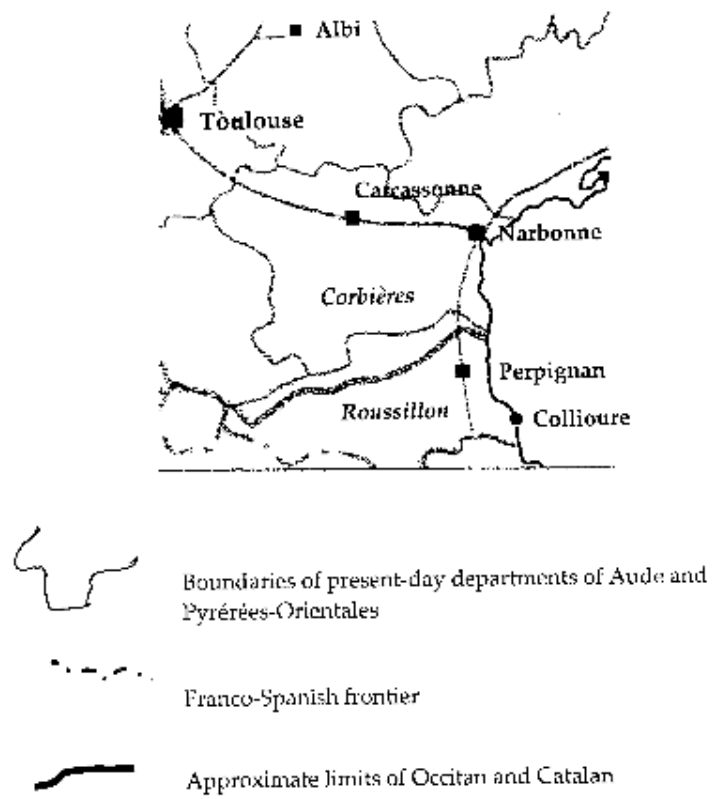 Albi
Toulouse
Carcassonne
Narbonne
Corbières
Perpignan
Roussillon
Collioure
Boundaries of present-day departments of Aude and
Pyrérées-Orientales
Franco-Spanish frontier
Approximate limits of Occitan and Catalan